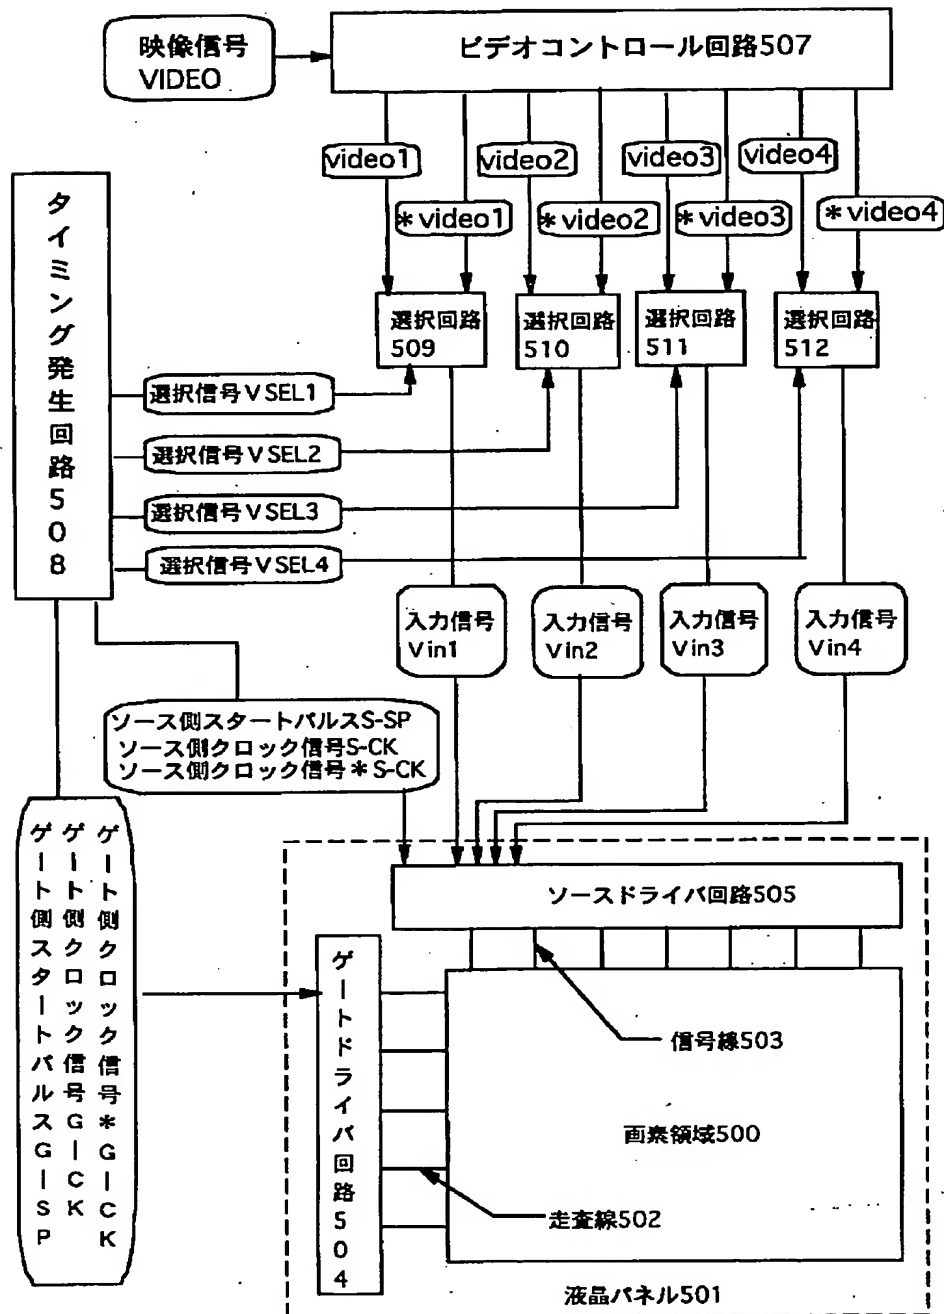 映像信号
VIDEO
ビデオコントロール回路507
video1
video2
video3
video4
*video1
*video2
*video3
*video4
タイミング発生回路508
選択回路
509
選択回路
510
選択回路
511
選択回路
512
選択信号VSEL1
選択信号VSEL2
選択信号VSEL3
選択信号VSEL4
入力信号
Vin1
入力信号
Vin2
入力信号
Vin3
入力信号
Vin4
ソース側スタートパルスS-SP
ソース側クロック信号S-CK
ソース側クロック信号*S-CK
ゲート側クロック信号*G-CK
ゲート側クロック信号G-CK
ゲート側スタートパルスG-SP
ソースドライバ回路505
ゲートドライバ回路504
信号線503
画素領域500
走査線502
液晶パネル501